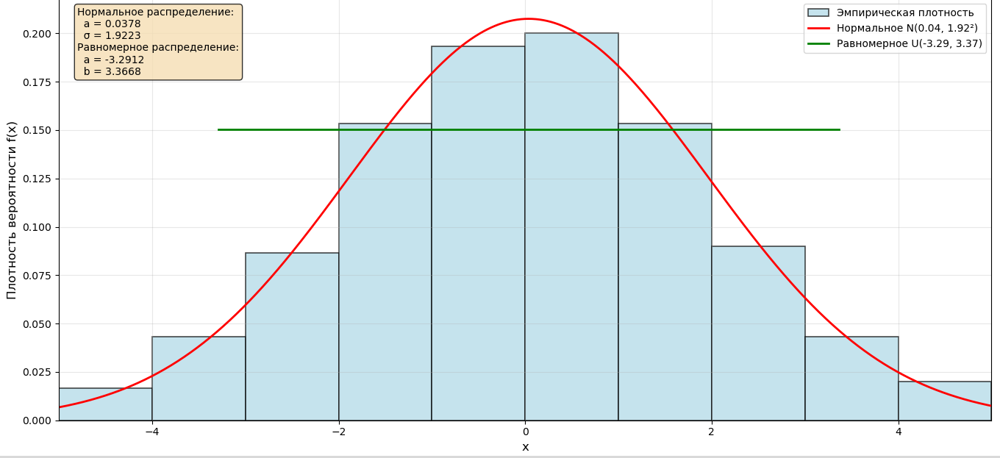 Нормальное распределение:
a = 0.0378
σ = 1.9223
Равномерное распределение:
a = -3.2912
b = 3.3668
Эмпирическая плотность
Нормальное N(0.04, 1.92²)
Равномерное U(-3.29, 3.37)
Плотность вероятности f(x)
0.200
0.175
0.150
0.125
0.100
0.075
0.050
0.025
0.000
−4 −2 0 2 4
x